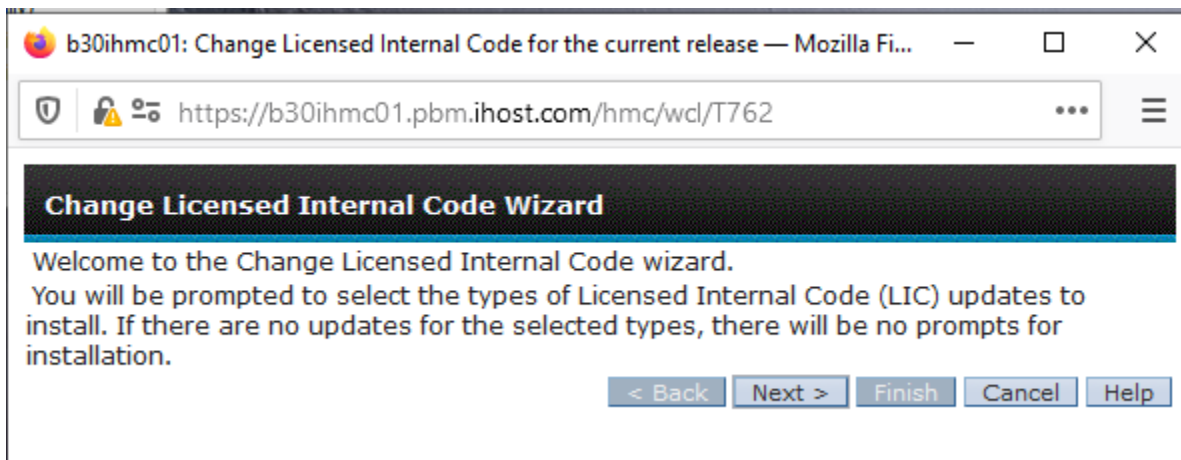 b30ihmc01: Change Licensed Internal Code for the current release — Mozilla Fi...
https://b30ihmc01.pbm.ihost.com/hmc/wcl/T762
Change Licensed Internal Code Wizard
Welcome to the Change Licensed Internal Code wizard.
You will be prompted to select the types of Licensed Internal Code (LIC) updates to
install. If there are no updates for the selected types, there will be no prompts for
installation.
< Back Next > Finish Cancel Help